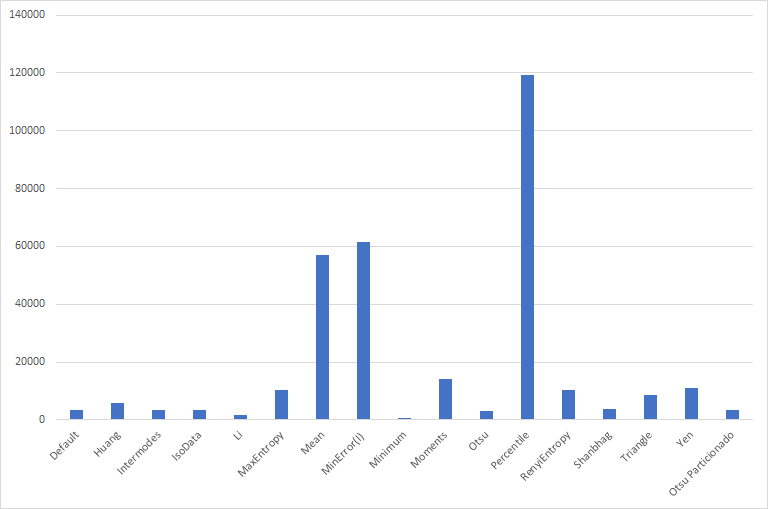 140000
120000
100000
80000
60000
40000
20000
0
Default
Huang
Intermodes
IsoData
Li
MaxEntropy
Mean
MinError(I)
Minimum
Moments
Otsu
Percentile
RenyiEntropy
Shanbhag
Triangle
Yen
Otsu Particionado